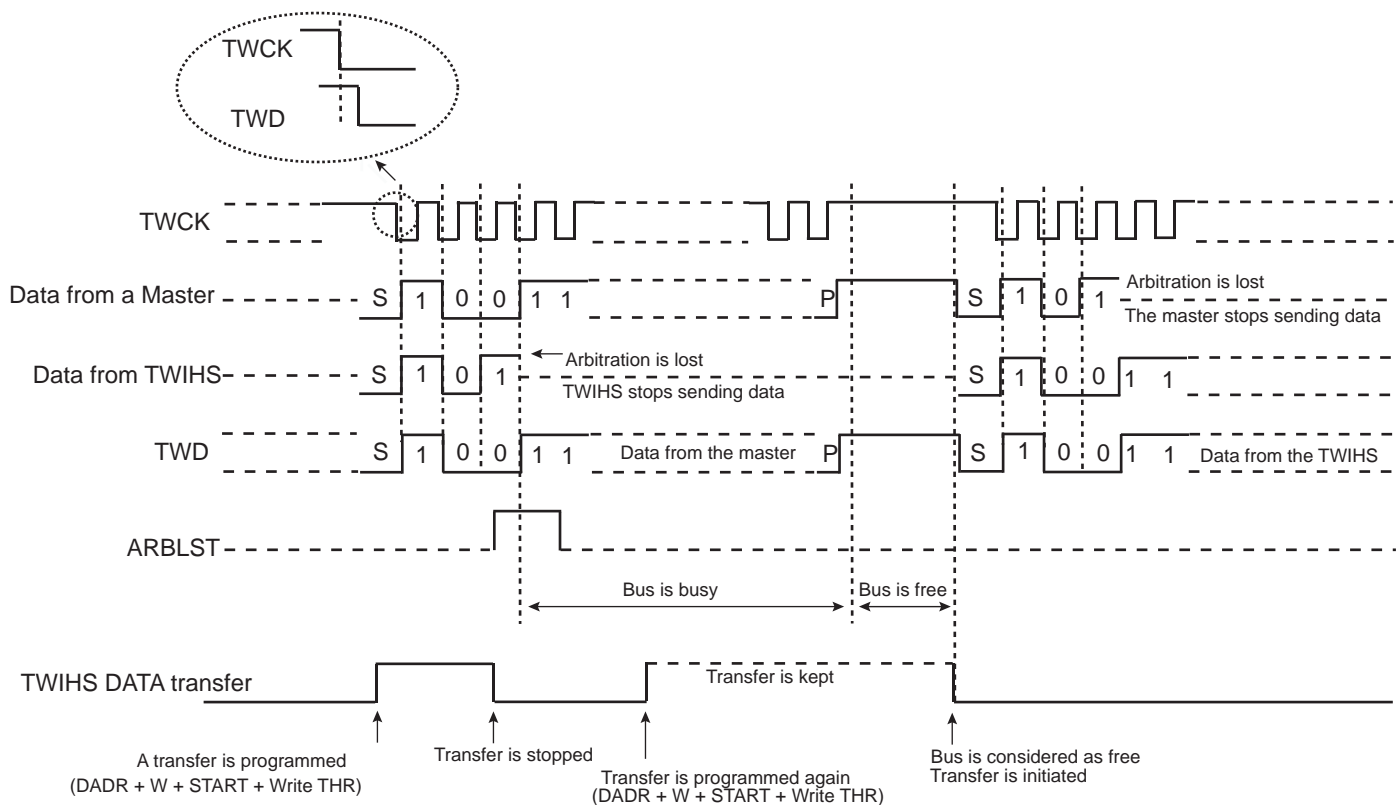 TWCK
TWD
TWCK
Data from a Master S 1 0 0 1 1 P S 1 0 1 Arbitration is lost
The master stops sending data
Data from TWIHS S 1 0 1 Arbitration is lost S 1 0 0 1 1
TWIHS stops sending data
TWD S 1 0 0 1 1 Data from the master P S 1 0 0 1 1 Data from the TWIHS
ARBLST
Bus is busy Bus is free
TWIHS DATA transfer Transfer is kept
A transfer is programmed
(DADR + W + START + Write THR)
Transfer is stopped
Transfer is programmed again
(DADR + W + START + Write THR)
Bus is considered as free
Transfer is initiated